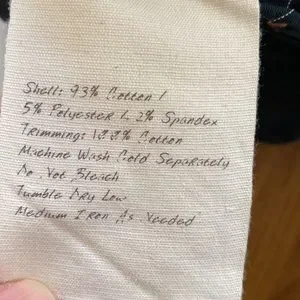 Shell: 93% Cotton /
5% Polyester & 2% Spandex
Trimming: 100% Cotton
Machine Wash Cold Separately
Do Not Bleach
Tumble Dry Low
Medium Iron As Needed